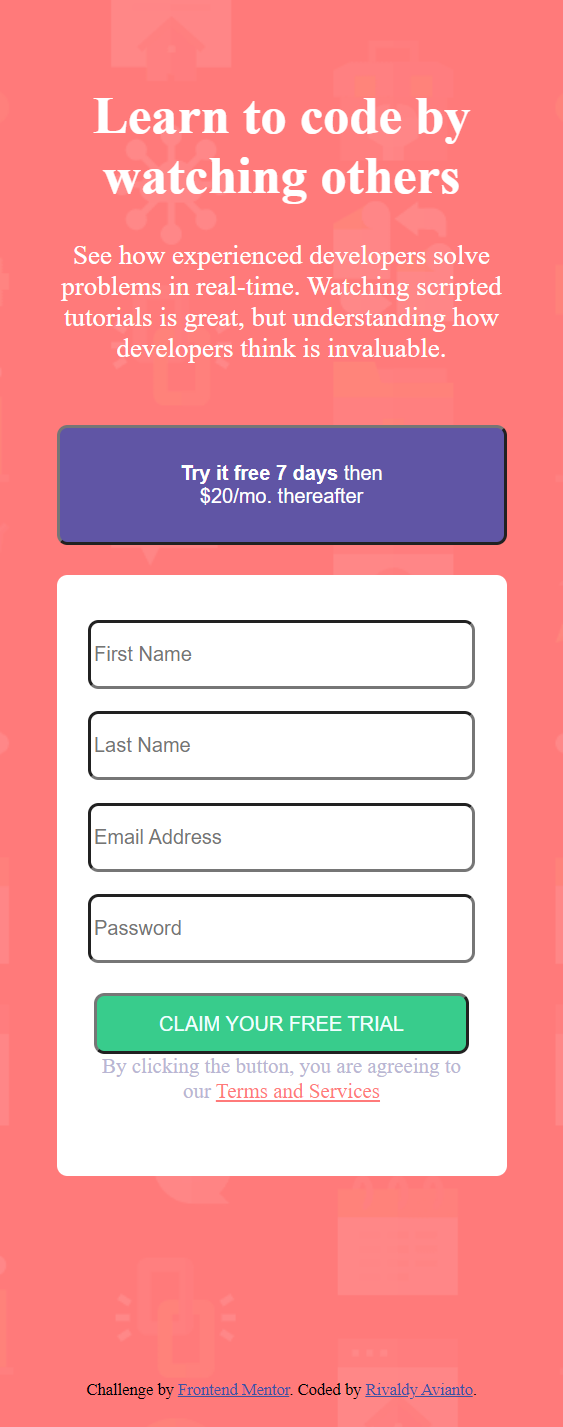 Learn to code by
watching others
See how experienced developers solve
problems in real-time. Watching scripted
tutorials is great, but understanding how
developers think is invaluable.
Try it free 7 days then
$20/mo. thereafter
First Name
Last Name
Email Address
Password
CLAIM YOUR FREE TRIAL
By clicking the button, you are agreeing to
our Terms and Services
Challenge by Frontend Mentor. Coded by Rivaldy Avianto.